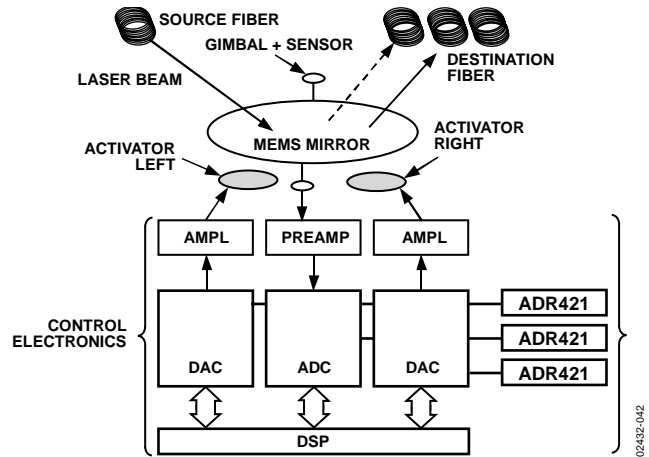 SOURCE FIBER
GIMBAL + SENSOR
DESTINATION
FIBER
LASER BEAM
MEMS MIRROR
ACTIVATOR
LEFT
ACTIVATOR
RIGHT
AMPL
PREAMP
AMPL
CONTROL
ELECTRONICS
DAC
ADC
DAC
ADR421
ADR421
ADR421
DSP
02432-042